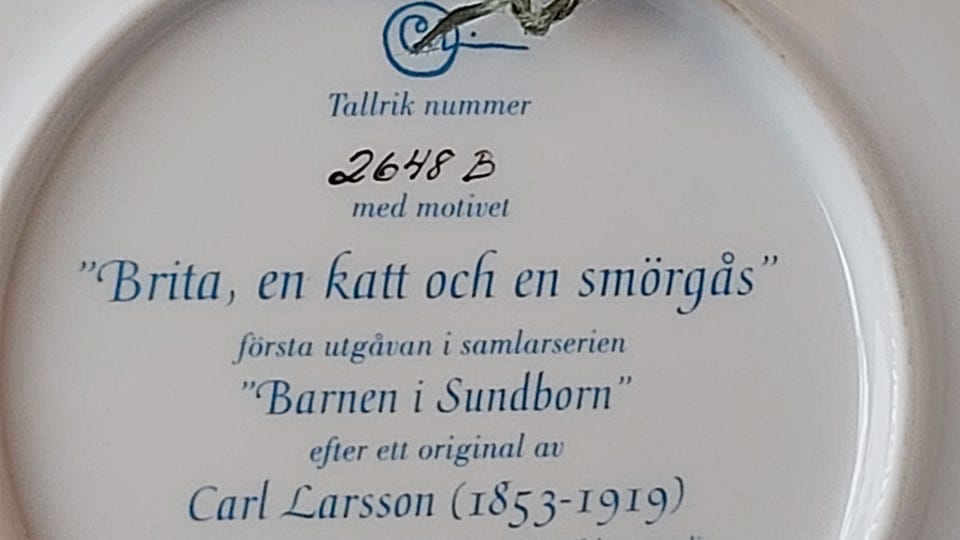 Tallrik nummer
2648 B
med motivet
"Brita, en katt och en smörgås"
första utgåvan i samlarserien
"Barnen i Sundborn"
efter ett original av
Carl Larsson (1853-1919)